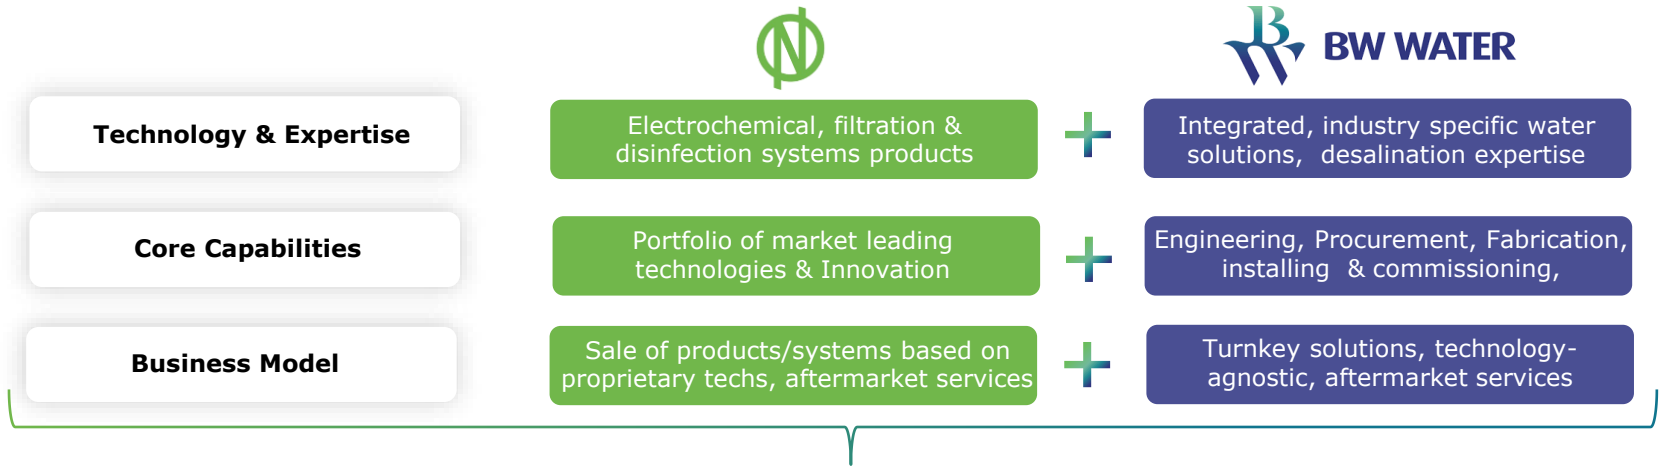 BW WATER
Technology & Expertise
Electrochemical, filtration &
disinfection systems products
Integrated, industry specific water
solutions, desalination expertise
Core Capabilities
Portfolio of market leading
technologies & Innovation
Engineering, Procurement, Fabrication,
installing & commissioning,
Business Model
Sale of products/systems based on
proprietary techs, aftermarket services
Turnkey solutions, technology-
agnostic, aftermarket services